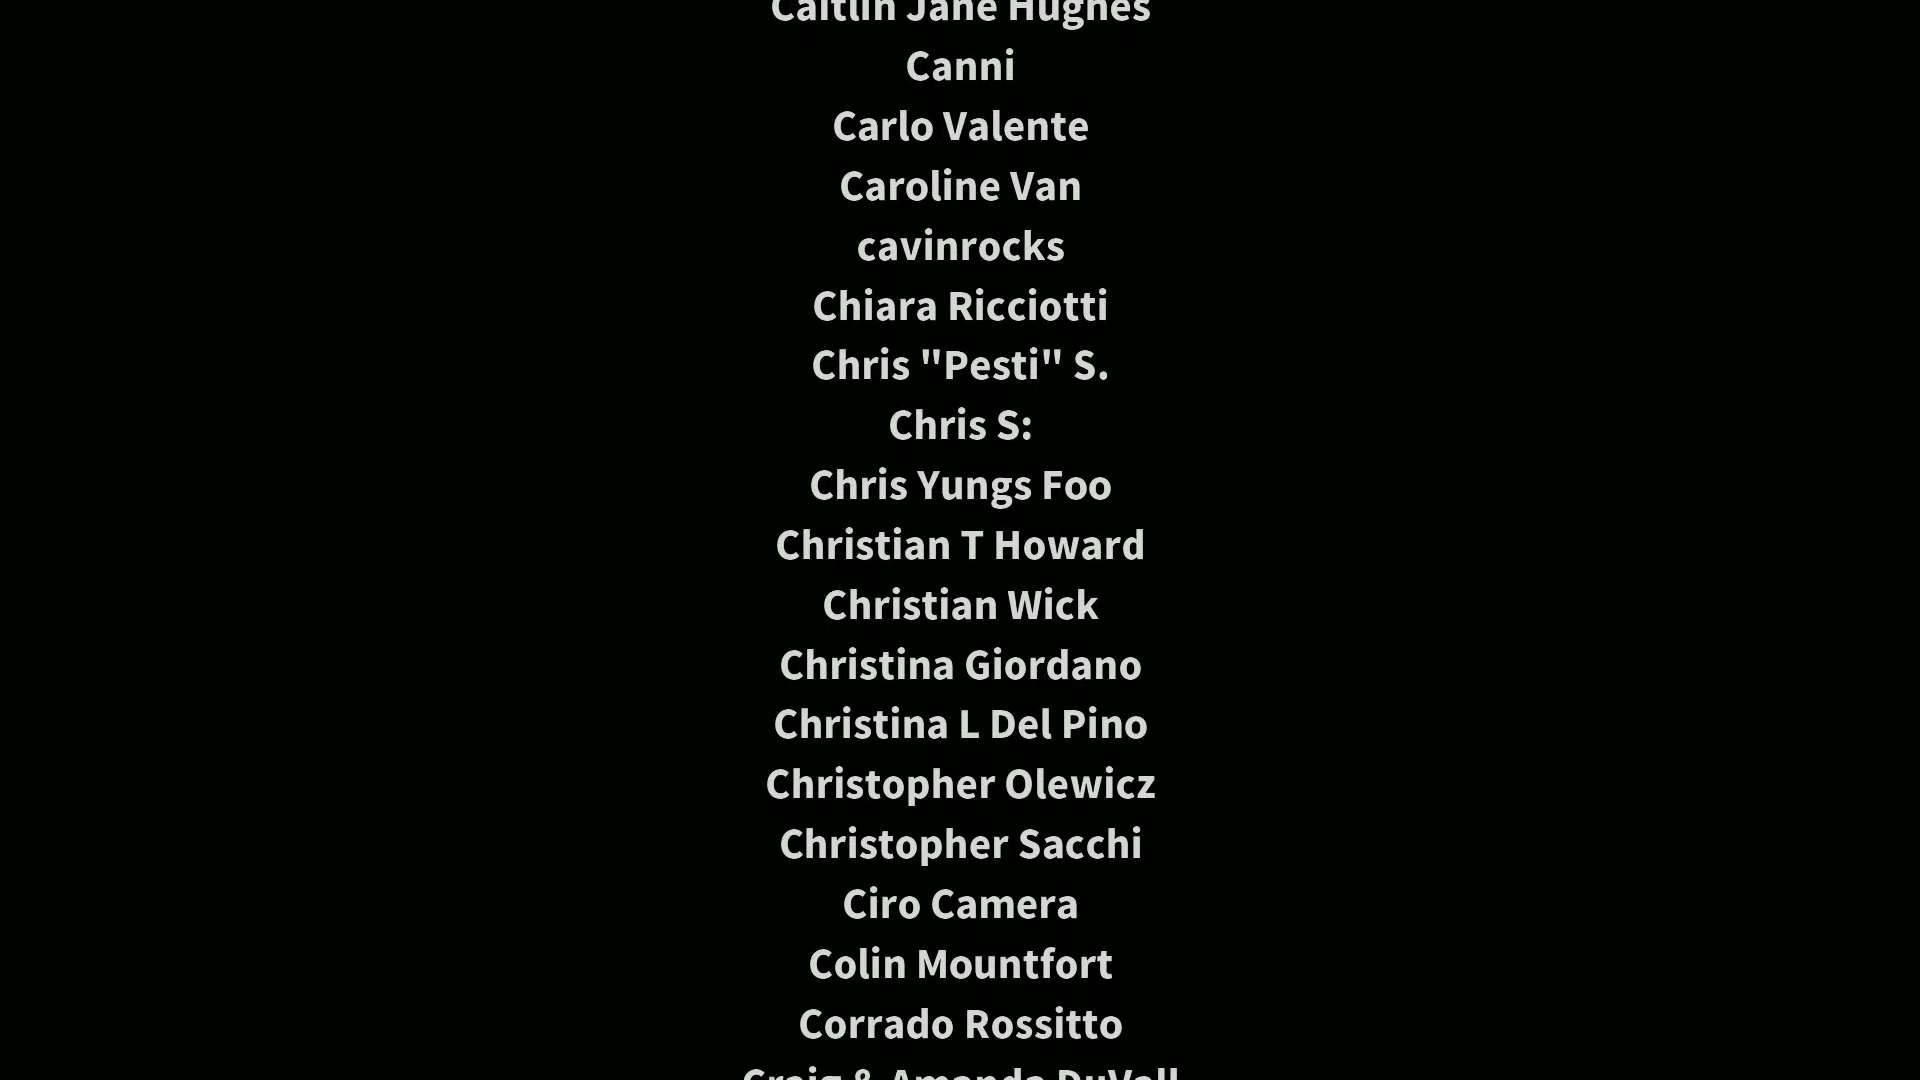 Caitlin Jane Hughes
Canni
Carlo Valente
Caroline Van
cavinrocks
Chiara Ricciotti
Chris "Pesti" S.
Chris S:
Chris Yungs Foo
Christian T Howard
Christian Wick
Christina Giordano
Christina L Del Pino
Christopher Olewicz
Christopher Sacchi
Ciro Camera
Colin Mountfort
Corrado Rossitto
Craig & Amanda DuVall